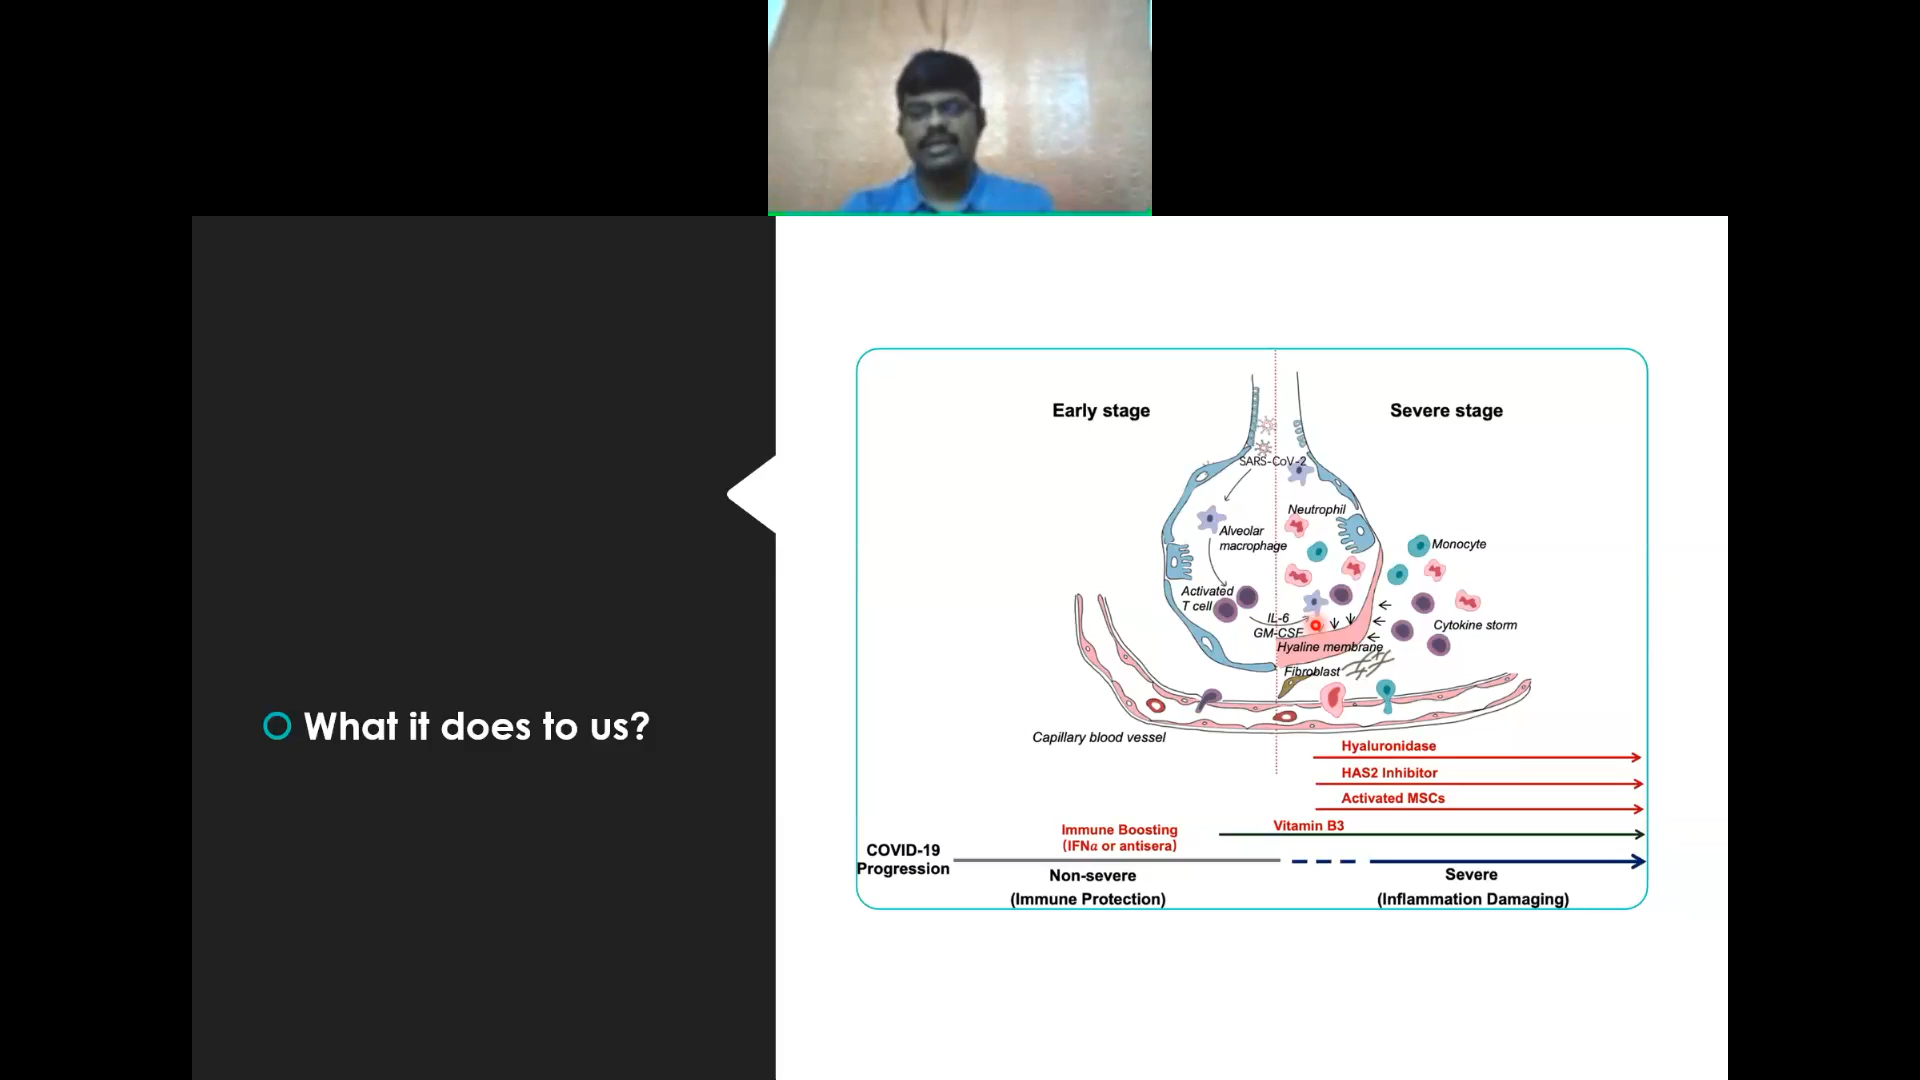 What it does to us?
Early stage
Severe stage
SARS-CoV-2
Neutrophil
Alveolar
macrophage
Monocyte
Activated
T cell
IL-6
GM-CSF
Cytokine storm
Hyaline membrane
Fibroblast
Capillary blood vessel
Hyaluronidase
HAS2 Inhibitor
Activated MSCs
Vitamin B3
Immune Boosting
(IFNα or antisera)
COVID-19
Progression
Non-severe
(Immune Protection)
Severe
(Inflammation Damaging)